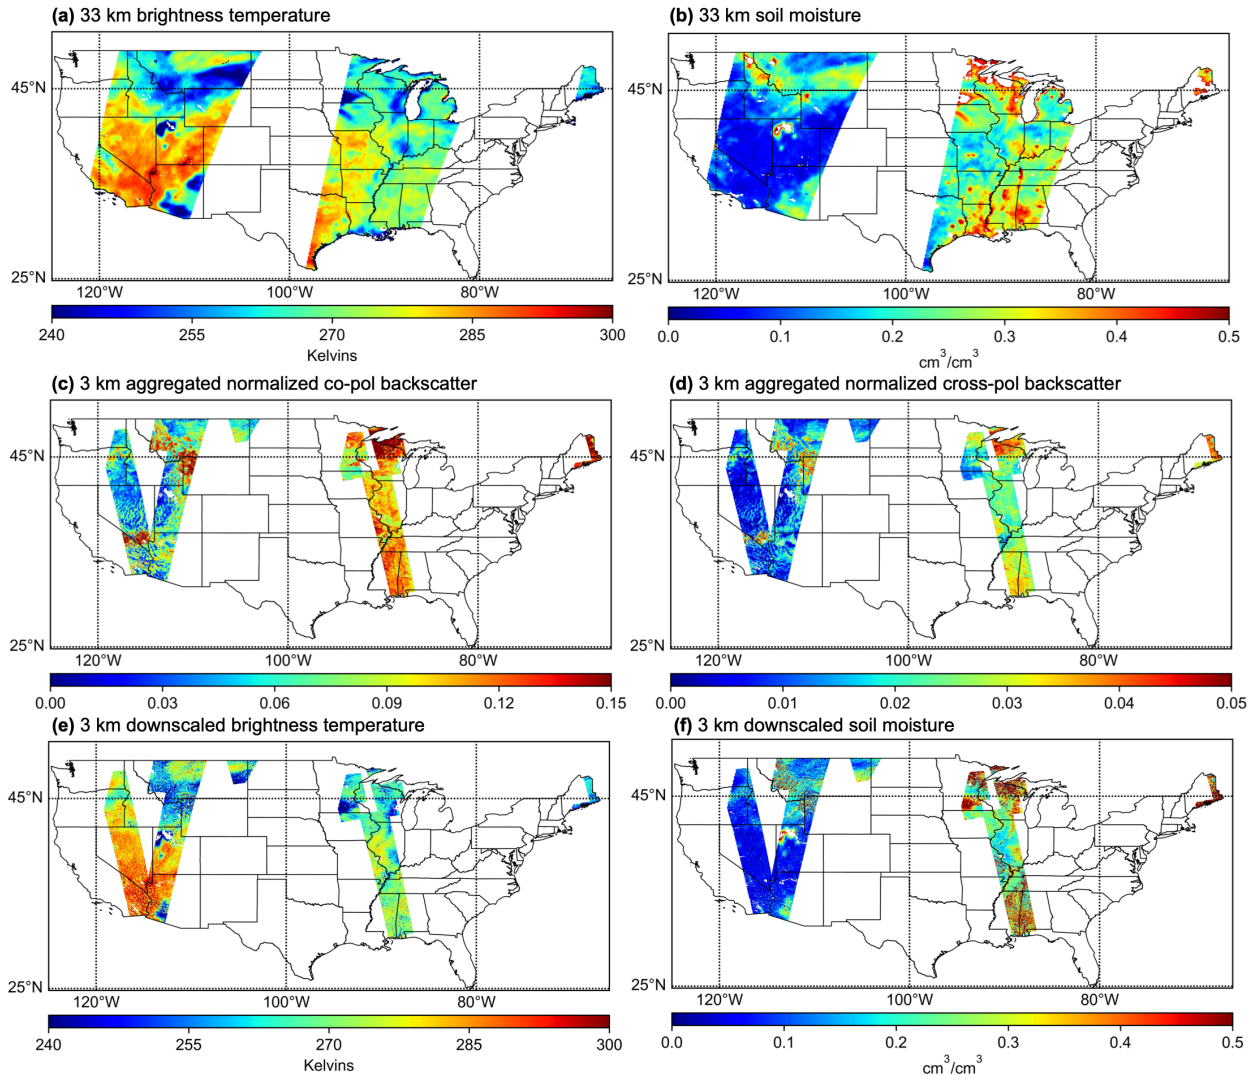 (a) 33 km brightness temperature
(b) 33 km soil moisture
45°N
45°N
25°N
25°N
120°W 100°W 80°W
120°W 100°W 80°W
240 255 270 285 300
0.0 0.1 0.2 0.3 0.4 0.5
Kelvins
cm³/cm³
(c) 3 km aggregated normalized co-pol backscatter
(d) 3 km aggregated normalized cross-pol backscatter
45°N
45°N
25°N
25°N
120°W 100°W 80°W
120°W 100°W 80°W
0.00 0.03 0.06 0.09 0.12 0.15
0.00 0.01 0.02 0.03 0.04 0.05
(e) 3 km downscaled brightness temperature
(f) 3 km downscaled soil moisture
45°N
45°N
25°N
25°N
120°W 100°W 80°W
120°W 100°W 80°W
240 255 270 285 300
0.0 0.1 0.2 0.3 0.4 0.5
Kelvins
cm³/cm³